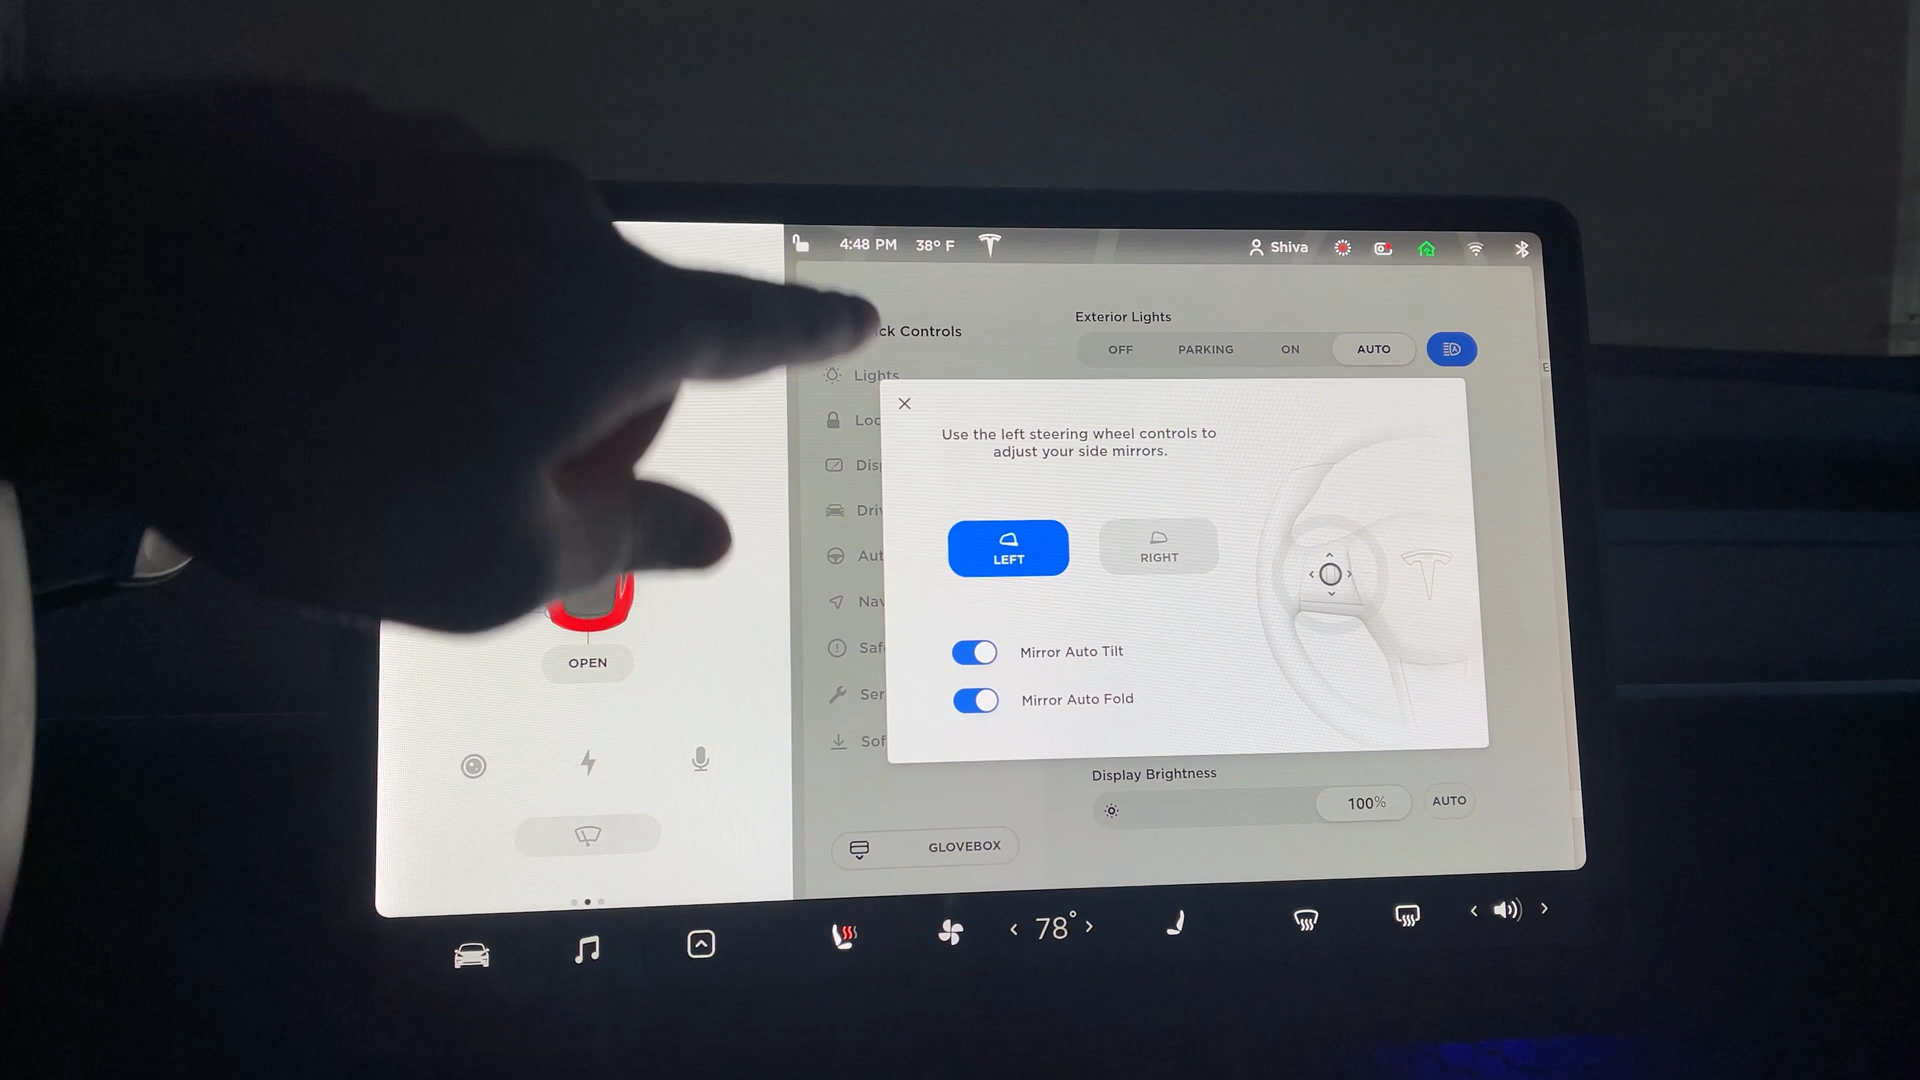 4:48 PM 38° F
Shiva
ck Controls
Exterior Lights
OFF PARKING ON AUTO
Lights
Use the left steering wheel controls to
adjust your side mirrors.
Loc
Dis
Dri
Aut
Nav
Saf
Ser
Sof
LEFT RIGHT
Mirror Auto Tilt
Mirror Auto Fold
OPEN
Display Brightness
100% AUTO
GLOVEBOX
78°